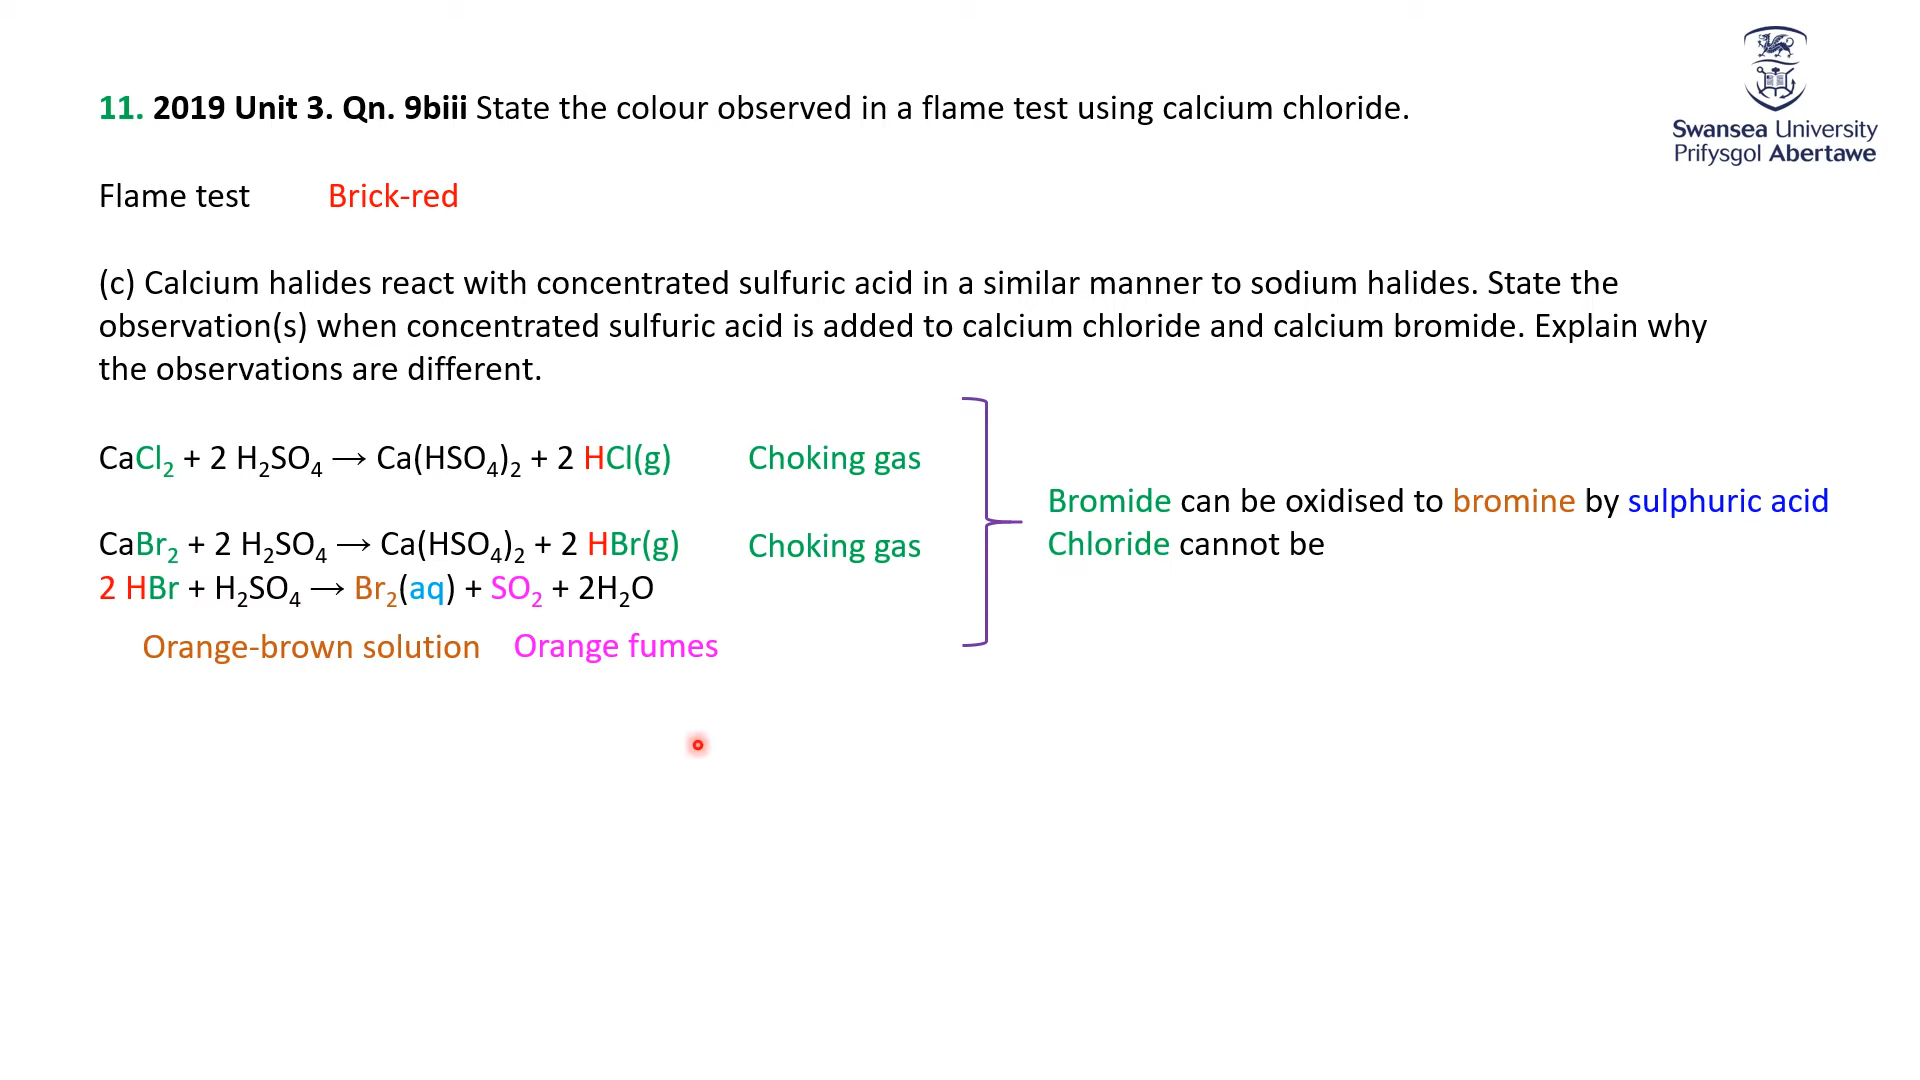 11. 2019 Unit 3. Qn. 9biii State the colour observed in a flame test using calcium chloride.
Swansea University
Prifysgol Abertawe
Flame test Brick-red
(c) Calcium halides react with concentrated sulfuric acid in a similar manner to sodium halides. State the
observation(s) when concentrated sulfuric acid is added to calcium chloride and calcium bromide. Explain why
the observations are different.
CaCl₂ + 2 H₂SO₄ → Ca(HSO₄)₂ + 2 HCl(g) Choking gas
CaBr₂ + 2 H₂SO₄ → Ca(HSO₄)₂ + 2 HBr(g) Choking gas
2 HBr + H₂SO₄ → Br₂(aq) + SO₂ + 2H₂O
Orange-brown solution Orange fumes
Bromide can be oxidised to bromine by sulphuric acid
Chloride cannot be